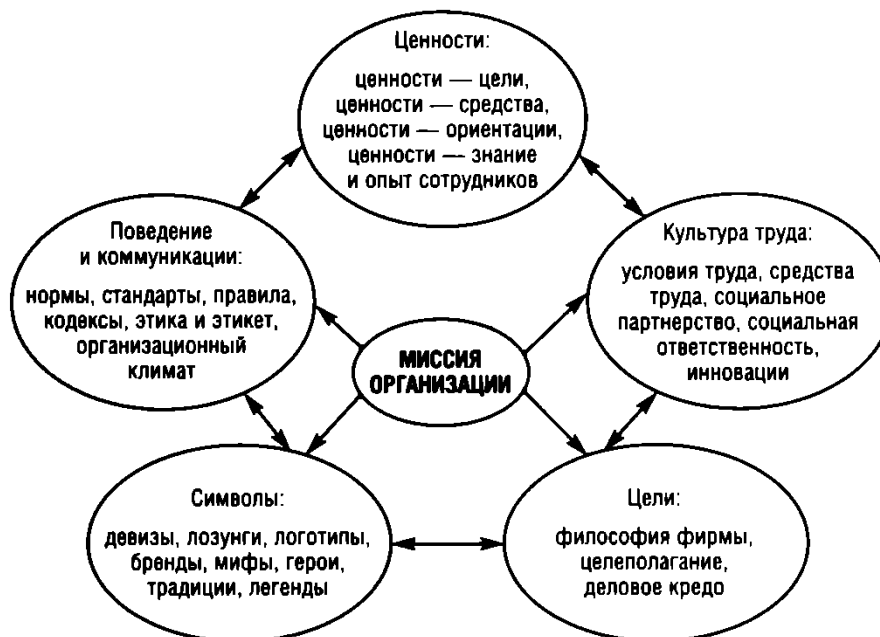 Ценности:
ценности — цели,
ценности — средства,
ценности — ориентации,
ценности — знание
и опыт сотрудников
Поведение
и коммуникации:
нормы, стандарты, правила,
кодексы, этика и этикет,
организационный
климат
Культура труда:
условия труда, средства
труда, социальное
партнерство, социальная
ответственность,
инновации
МИССИЯ
ОРГАНИЗАЦИИ
Символы:
девизы, лозунги, логотипы,
бренды, мифы, герои,
традиции, легенды
Цели:
философия фирмы,
целеполагание,
деловое кредо